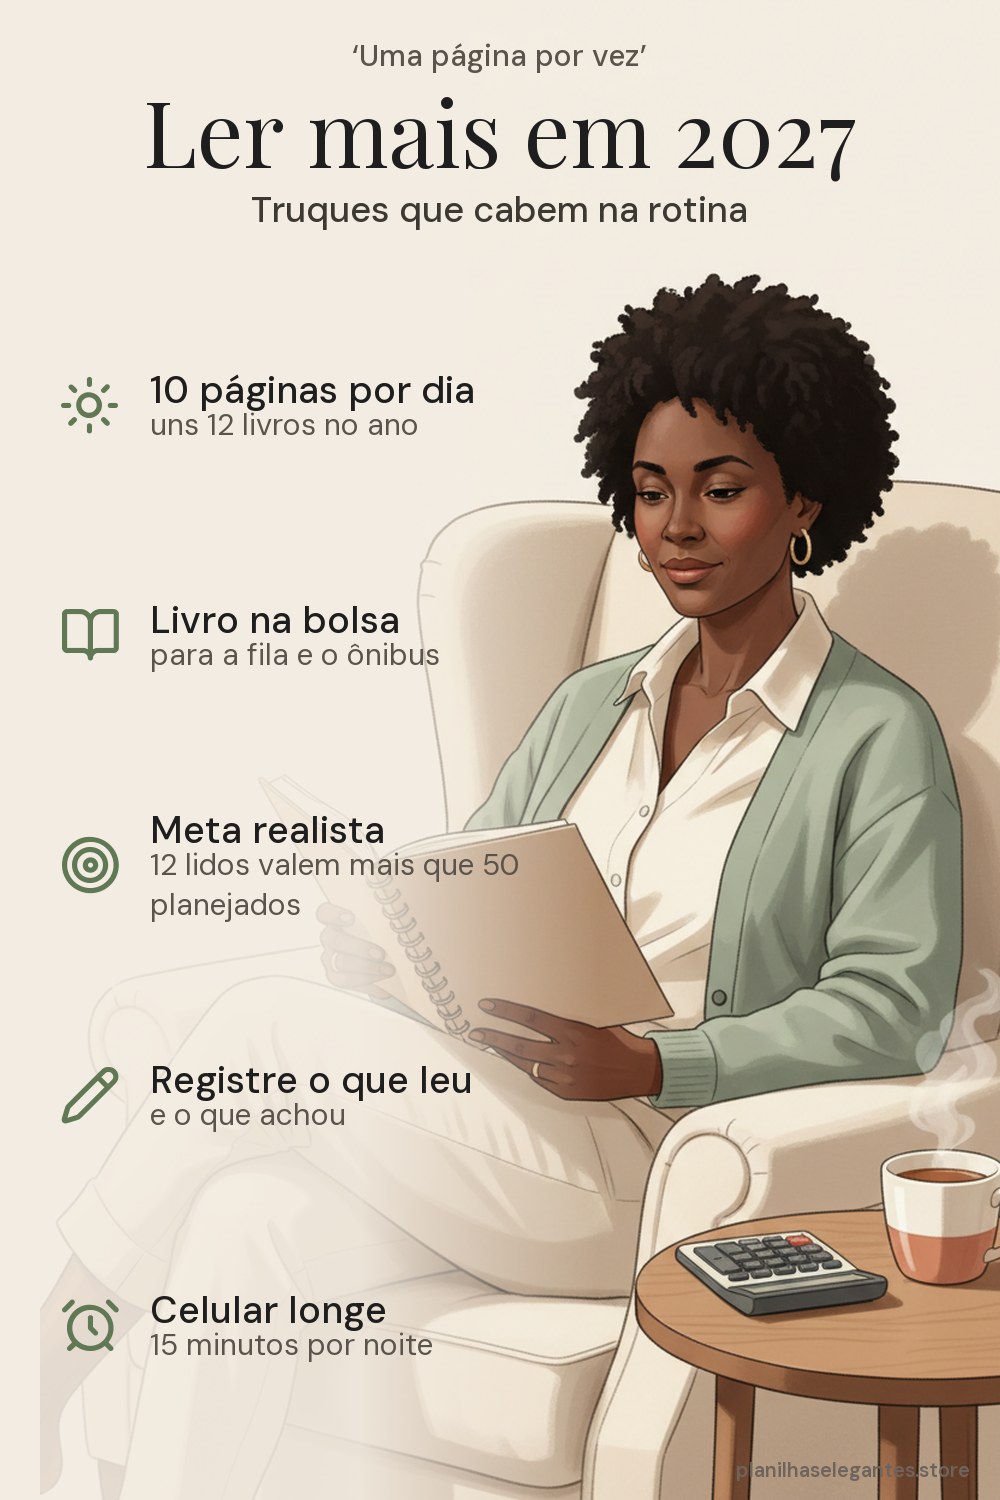 ‘Uma página por vez’
Ler mais em 2027
Truques que cabem na rotina
10 páginas por dia
uns 12 livros no ano
Livro na bolsa
para a fila e o ônibus
Meta realista
12 lidos valem mais que 50
planejados
Registre o que leu
e o que achou
Celular longe
15 minutos por noite
planilhaselegantes.store